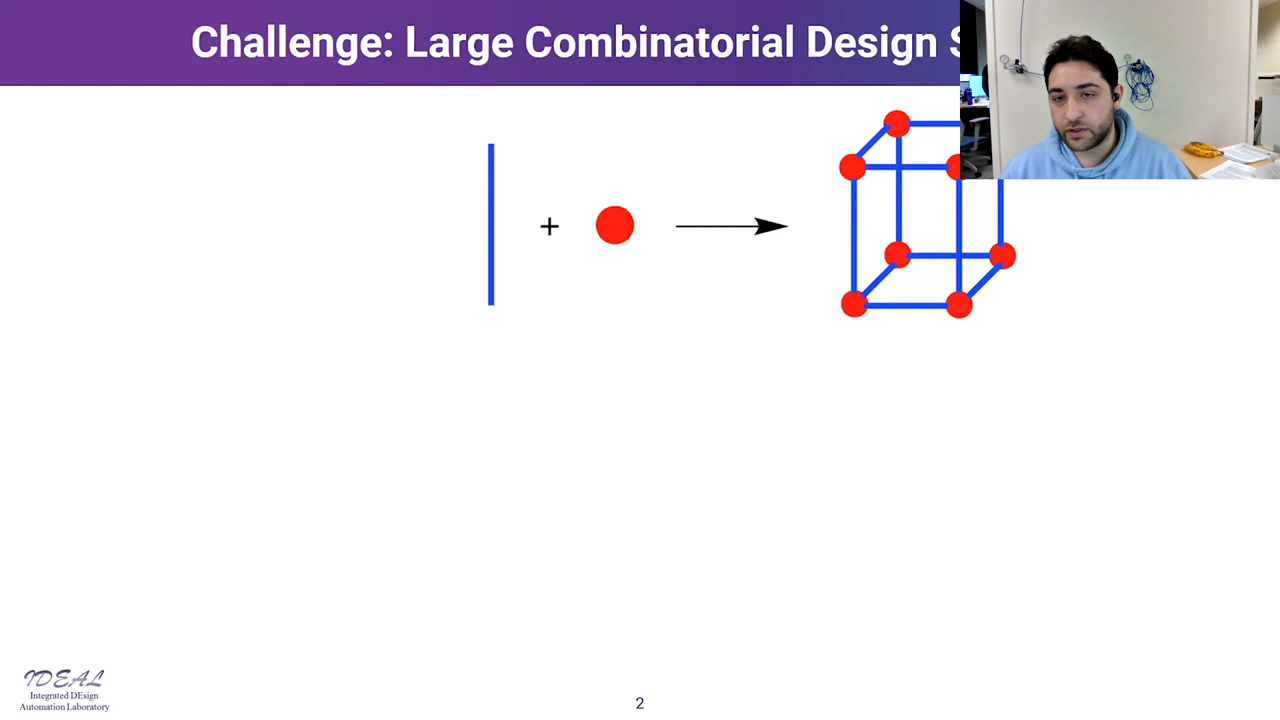 Challenge: Large Combinatorial Design
+
IDEAL
Integrated DEsign
Automation Laboratory
2